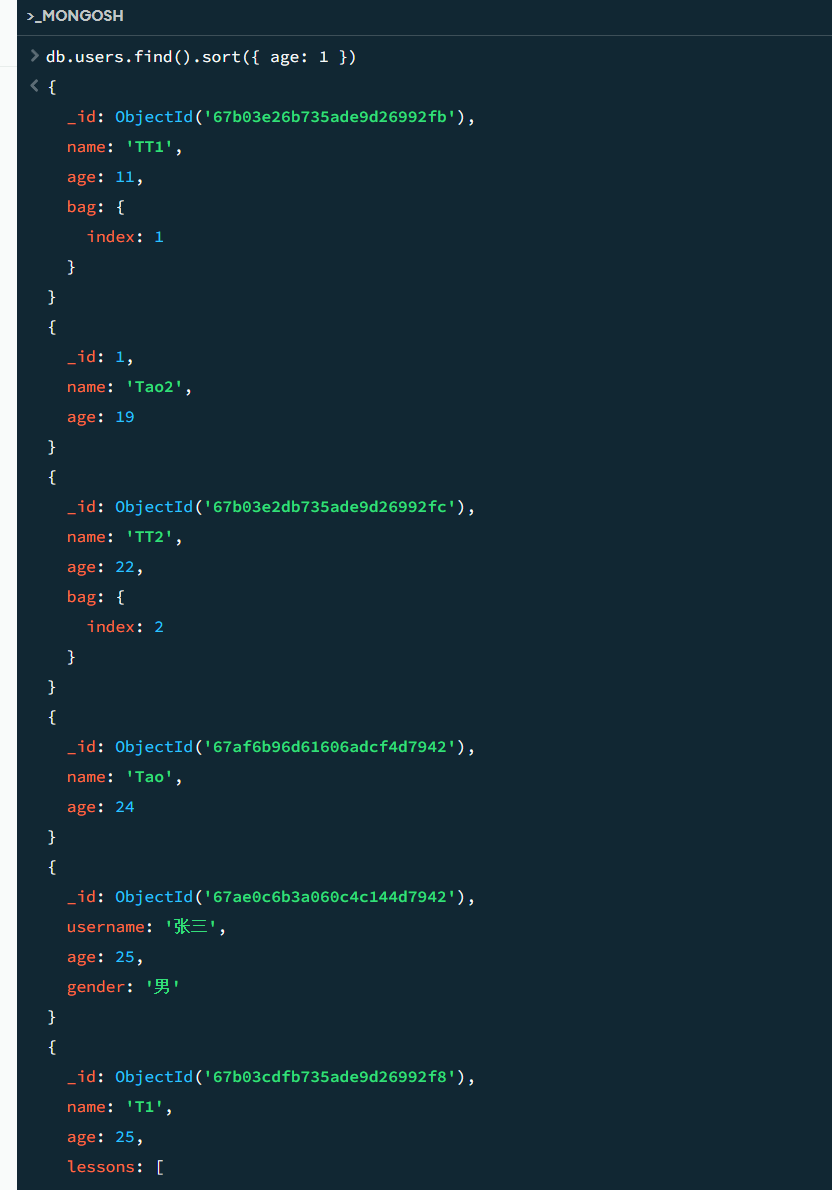 >_MONGOSH
> db.users.find().sort({ age: 1 })
< {
_id: ObjectId('67b03e26b735ade9d26992fb'),
name: 'TT1',
age: 11,
bag: {
index: 1
}
}
{
_id: 1,
name: 'Tao2',
age: 19
}
{
_id: ObjectId('67b03e2db735ade9d26992fc'),
name: 'TT2',
age: 22,
bag: {
index: 2
}
}
{
_id: ObjectId('67af6b96d61606adcf4d7942'),
name: 'Tao',
age: 24
}
{
_id: ObjectId('67ae0c6b3a060c4c144d7942'),
username: '张三',
age: 25,
gender: '男'
}
{
_id: ObjectId('67b03cdfb735ade9d26992f8'),
name: 'T1',
age: 25,
lessons: [